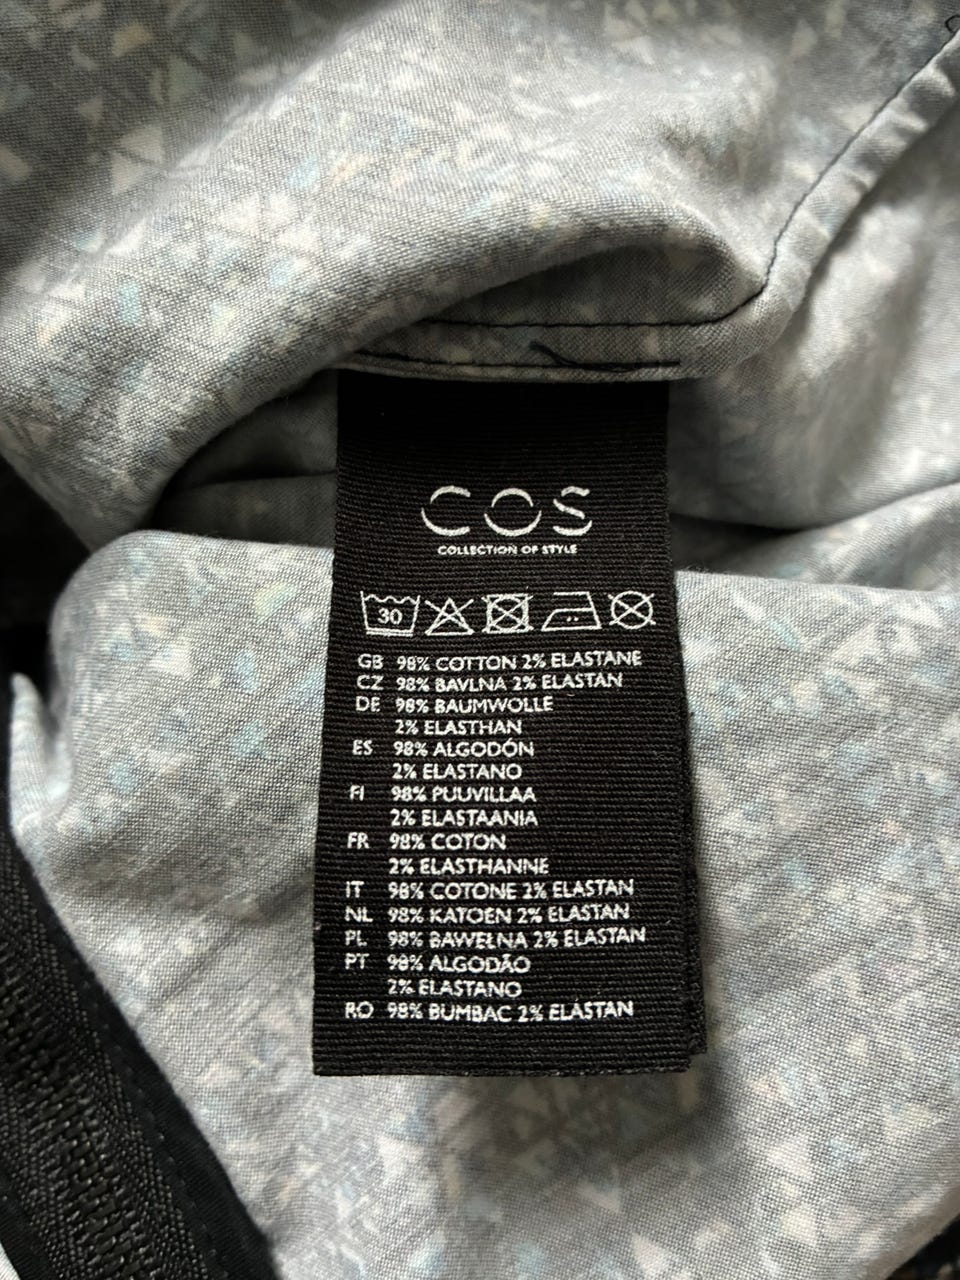 COS
COLLECTION OF STYLE
30
GB 98% COTTON 2% ELASTANE
CZ 98% BAVLNA 2% ELASTAN
DE 98% BAUMWOLLE
2% ELASTHAN
ES 98% ALGODÓN
2% ELASTANO
FI 98% PUUVILLAA
2% ELASTAANIA
FR 98% COTON
2% ELASTHANNE
IT 98% COTONE 2% ELASTAN
NL 98% KATOEN 2% ELASTAN
PL 98% BAWEŁNA 2% ELASTAN
PT 98% ALGODÃO
2% ELASTANO
RO 98% BUMBAC 2% ELASTAN